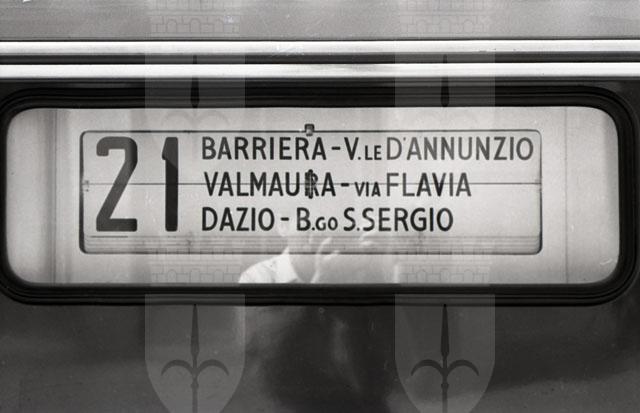 21 BARRIERA - V.LE D'ANNUNZIO
VALMAURA - VIA FLAVIA
DAZIO - B.GO S.SERGIO